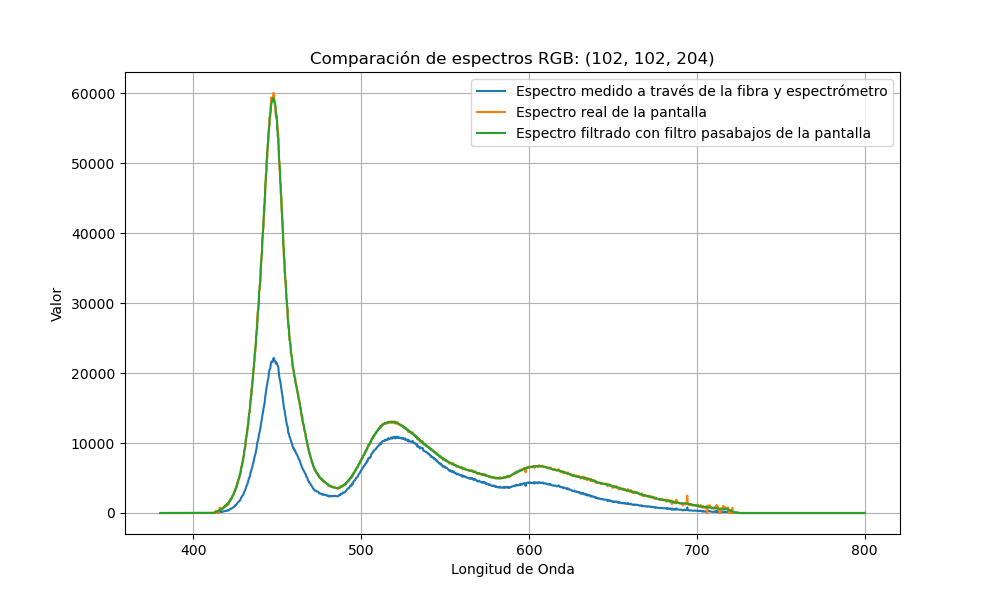 Comparación de espectros RGB: (102, 102, 204)
Espectro medido a través de la fibra y espectrómetro
Espectro real de la pantalla
Espectro filtrado con filtro pasabajos de la pantalla
60000
50000
40000
30000
20000
10000
0
Valor
400
500
600
700
800
Longitud de Onda